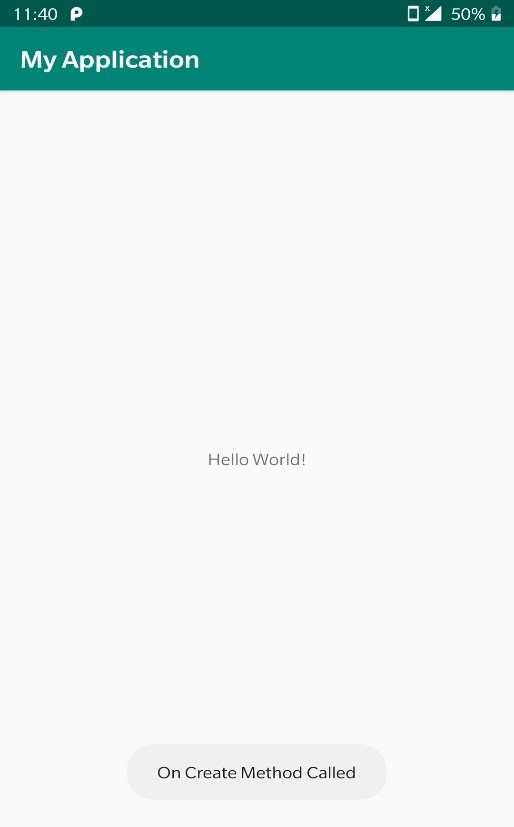 11:40
x
50%
My Application
Hello World!
On Create Method Called